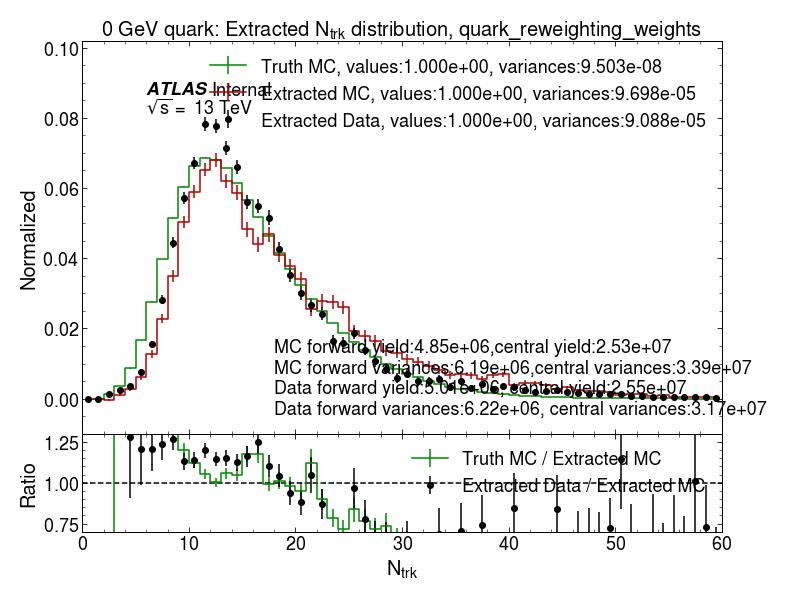 0 GeV quark: Extracted Ntrk distribution, quark_reweighting_weights
0.10
Truth MC, values:1.000e+00, variances:9.503e-08
ATLAS Internal
Extracted MC, values:1.000e+00, variances:9.698e-05
√s = 13 TeV
Extracted Data, values:1.000e+00, variances:9.088e-05
0.08
0.06
Normalized
0.04
0.02
MC forward yield:4.85e+06,central yield:2.53e+07
MC forward variances:6.19e+06,central variances:3.39e+07
Data forward yield:5.01e+06, central yield:2.55e+07
0.00
Data forward variances:6.22e+06, central variances:3.17e+07
1.25
Truth MC / Extracted MC
Ratio
1.00
Extracted Data / Extracted MC
0.75
0 10 20 30 40 50 60
Ntrk